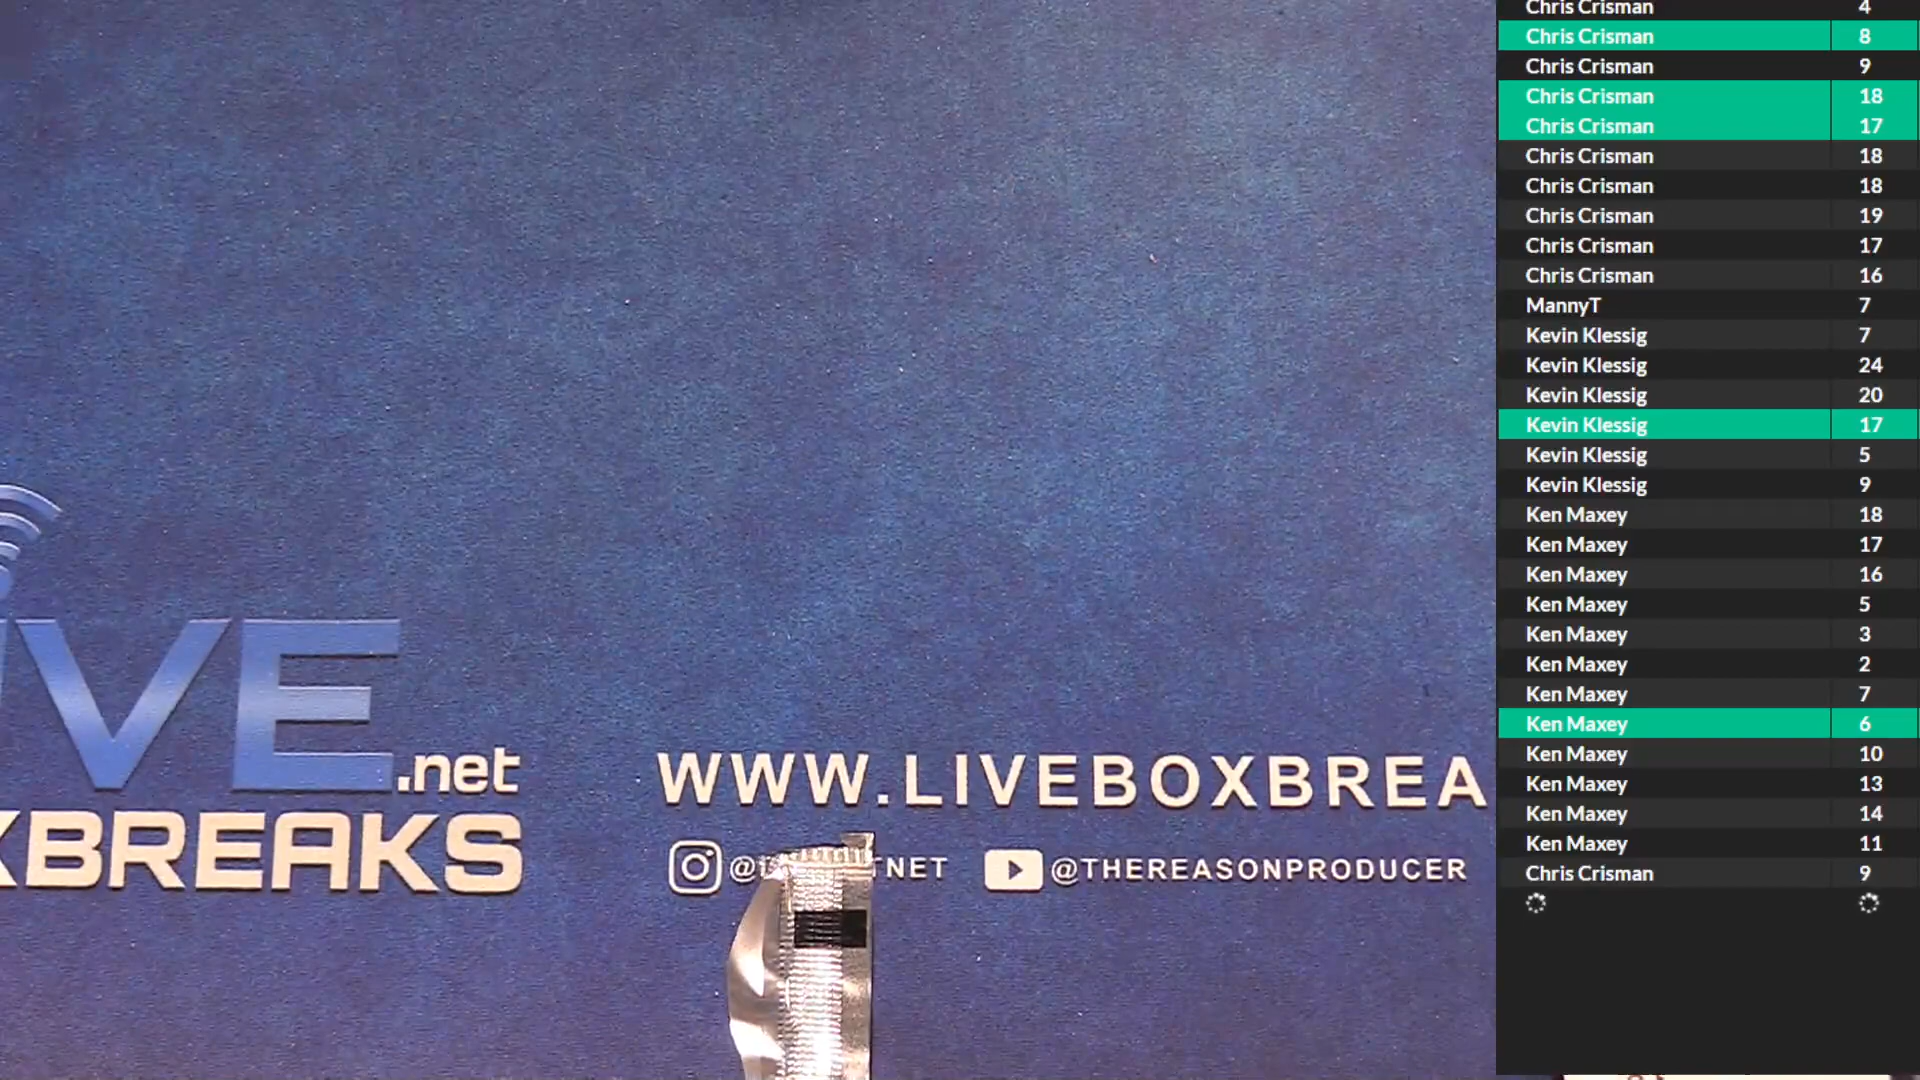 Chris Crisman 4
Chris Crisman 8
Chris Crisman 9
Chris Crisman 18
Chris Crisman 17
Chris Crisman 18
Chris Crisman 18
Chris Crisman 19
Chris Crisman 17
Chris Crisman 16
MannyT 7
Kevin Klessig 7
Kevin Klessig 24
Kevin Klessig 20
Kevin Klessig 17
Kevin Klessig 5
Kevin Klessig 9
Ken Maxey 18
Ken Maxey 17
Ken Maxey 16
Ken Maxey 5
Ken Maxey 3
Ken Maxey 2
Ken Maxey 7
Ken Maxey 6
Ken Maxey 10
Ken Maxey 13
Ken Maxey 14
Ken Maxey 11
Chris Crisman 9
IVE.net
XBREAKS
WWW.LIVEBOXBREA
@THEREASONPRODUCER